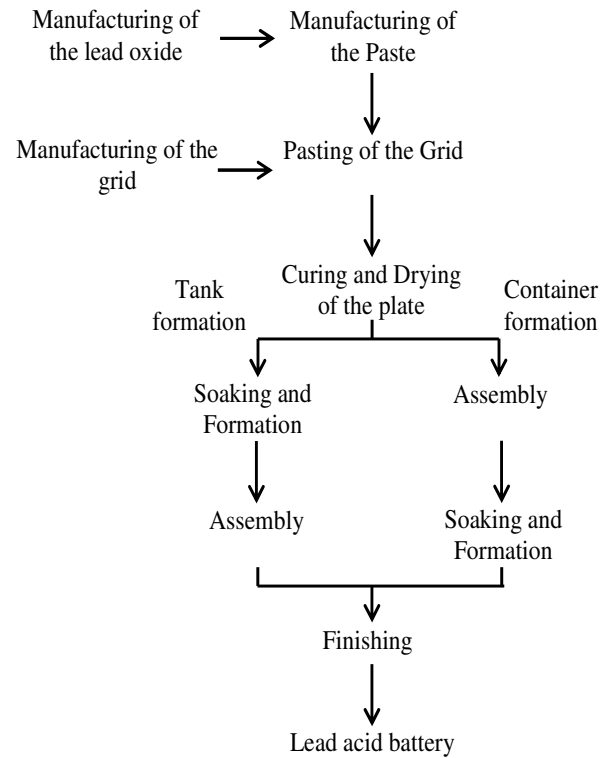 Manufacturing of
the lead oxide
Manufacturing of
the Paste
Manufacturing of the
grid
Pasting of the Grid
Curing and Drying
of the plate
Tank
formation
Container
formation
Soaking and
Formation
Assembly
Assembly
Soaking and
Formation
Finishing
Lead acid battery